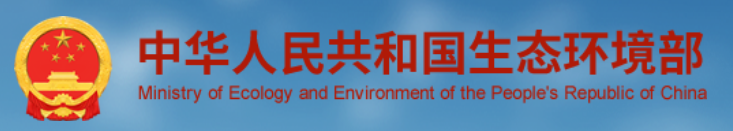 中华人民共和国生态环境部
Ministry of Ecology and Environment of the People's Republic of China